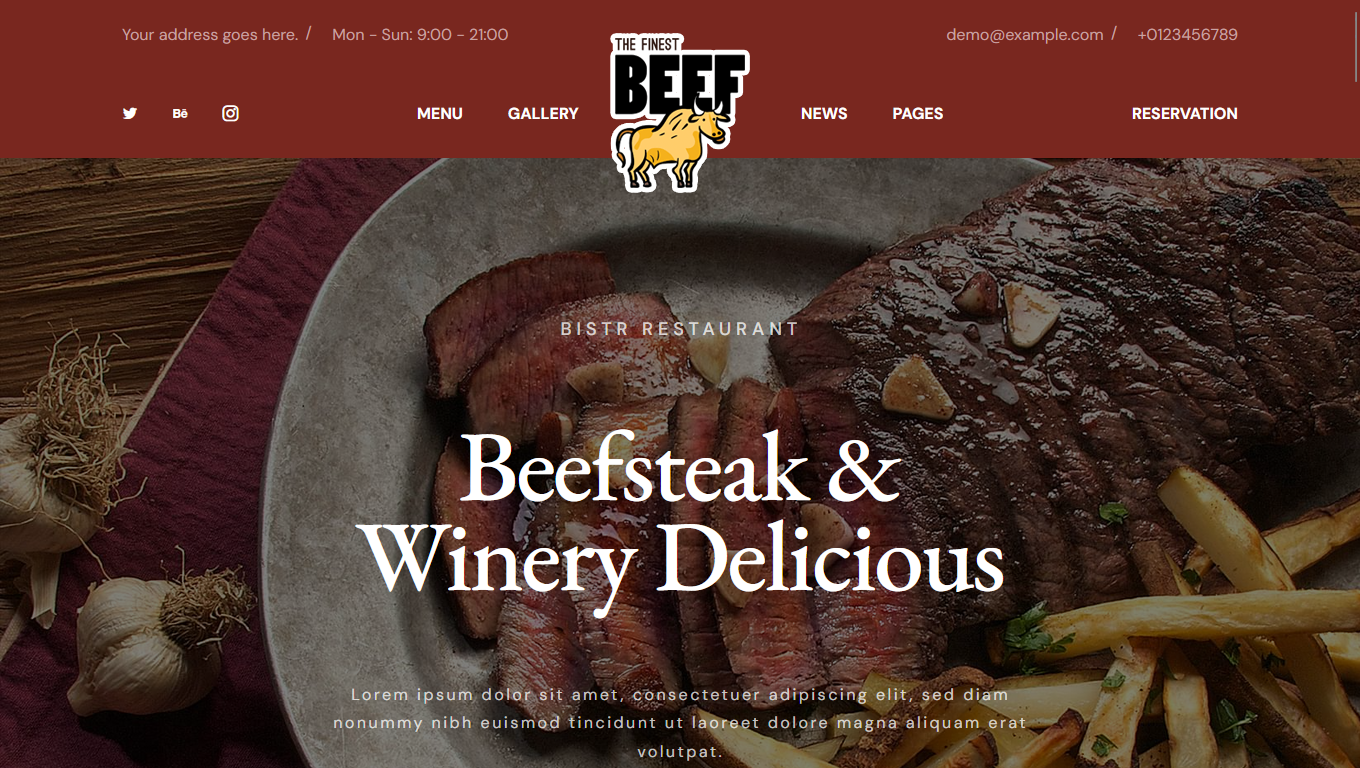 Your address goes here. / Mon - Sun: 9:00 - 21:00
demo@example.com / +0123456789
THE FINEST
BEEF
Bē
MENU
GALLERY
NEWS
PAGES
RESERVATION
BISTR RESTAURANT
Beefsteak &
Winery Delicious
Lorem ipsum dolor sit amet, consectetuer adipiscing elit, sed diam
nonummy nibh euismod tincidunt ut laoreet dolore magna aliquam erat
volutpat.